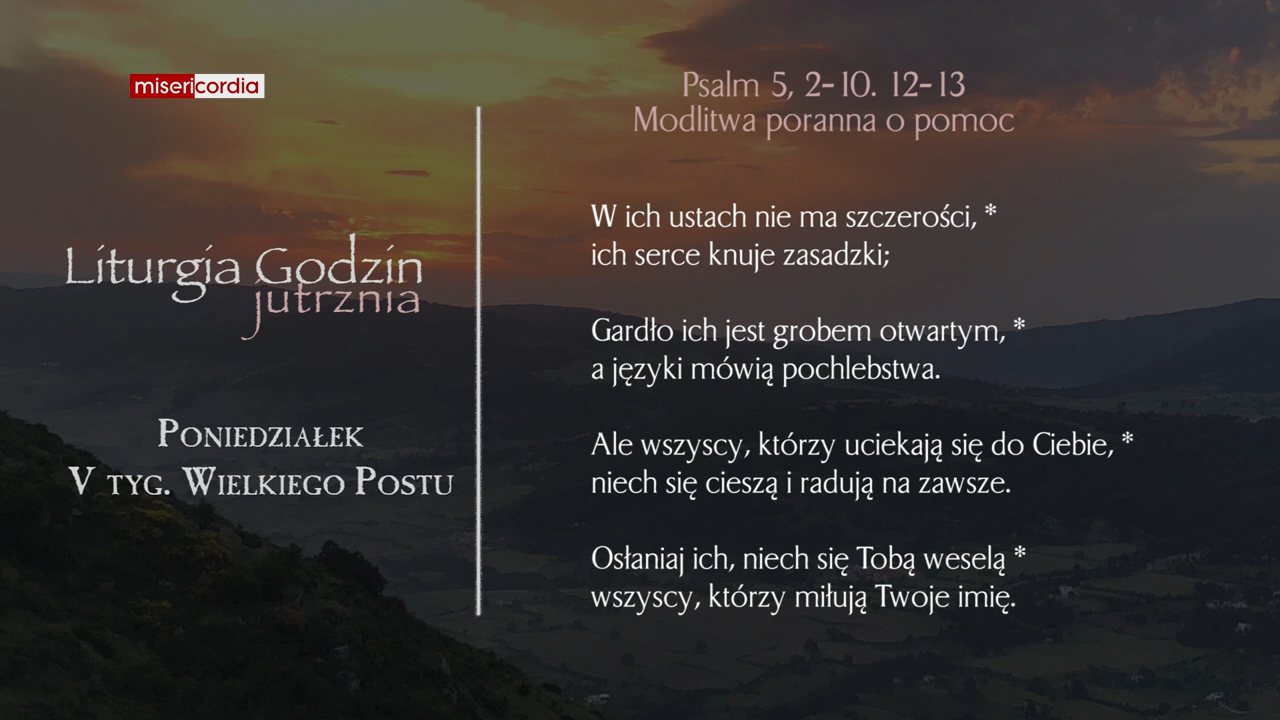 misericordia
Liturgia Godzin
jutrznia
Poniedziałek
V tyg. Wielkiego Postu
Psalm 5, 2-10. 12-13
Modlitwa poranna o pomoc
W ich ustach nie ma szczerości, *
ich serce knuje zasadzki;
Gardło ich jest grobem otwartym, *
a języki mówią pochlebstwa.
Ale wszyscy, którzy uciekają się do Ciebie, *
niech się cieszą i radują na zawsze.
Osłaniaj ich, niech się Tobą weselą *
wszyscy, którzy miłują Twoje imię.